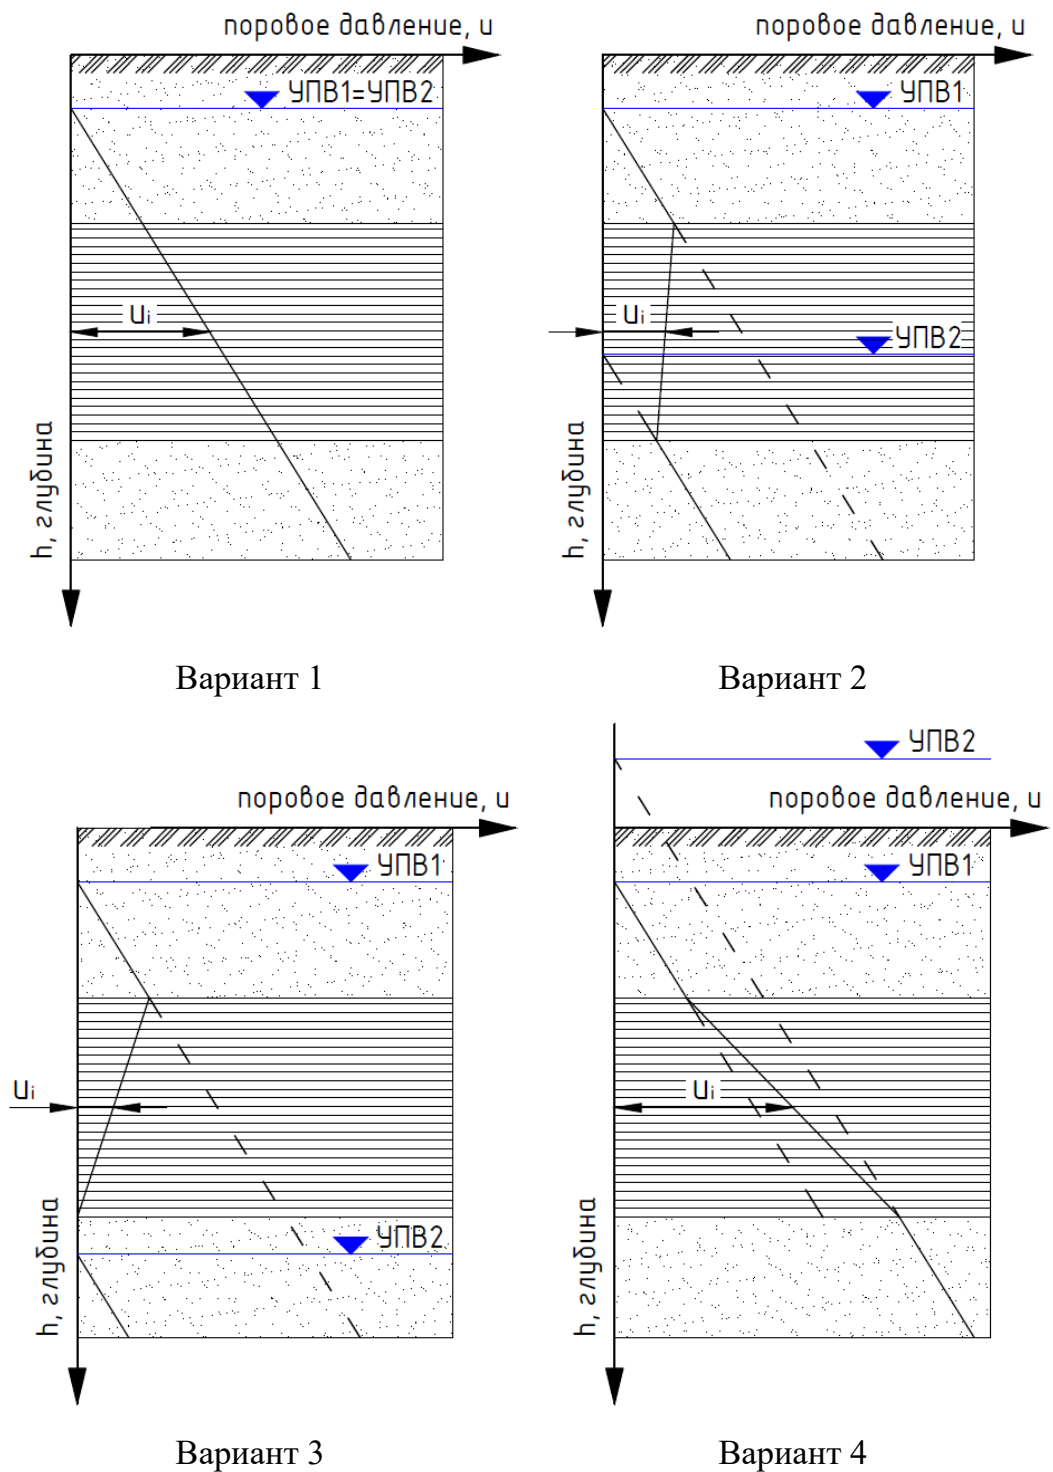 поровое давление, u
УПВ1=УПВ2
Ui
h, глубина
Вариант 1
поровое давление, u
УПВ1
Ui
УПВ2
h, глубина
Вариант 2
поровое давление, u
УПВ1
Ui
УПВ2
h, глубина
Вариант 3
УПВ2
поровое давление, u
УПВ1
Ui
h, глубина
Вариант 4